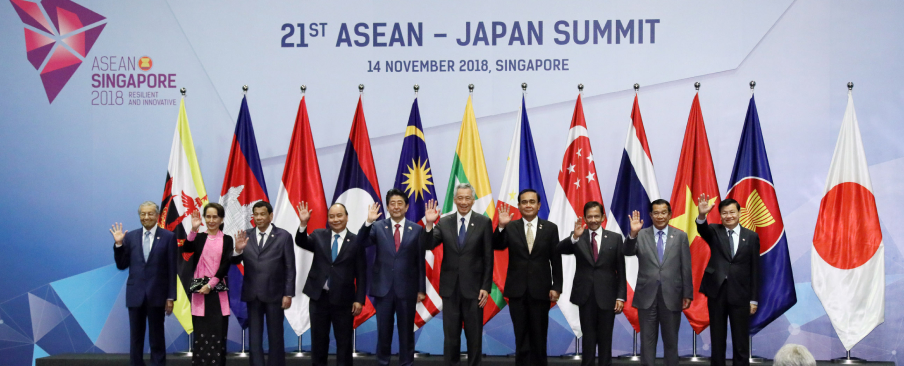 21ST ASEAN – JAPAN SUMMIT
14 NOVEMBER 2018, SINGAPORE
ASEAN
SINGAPORE
2018 RESILIENT
AND INNOVATIVE